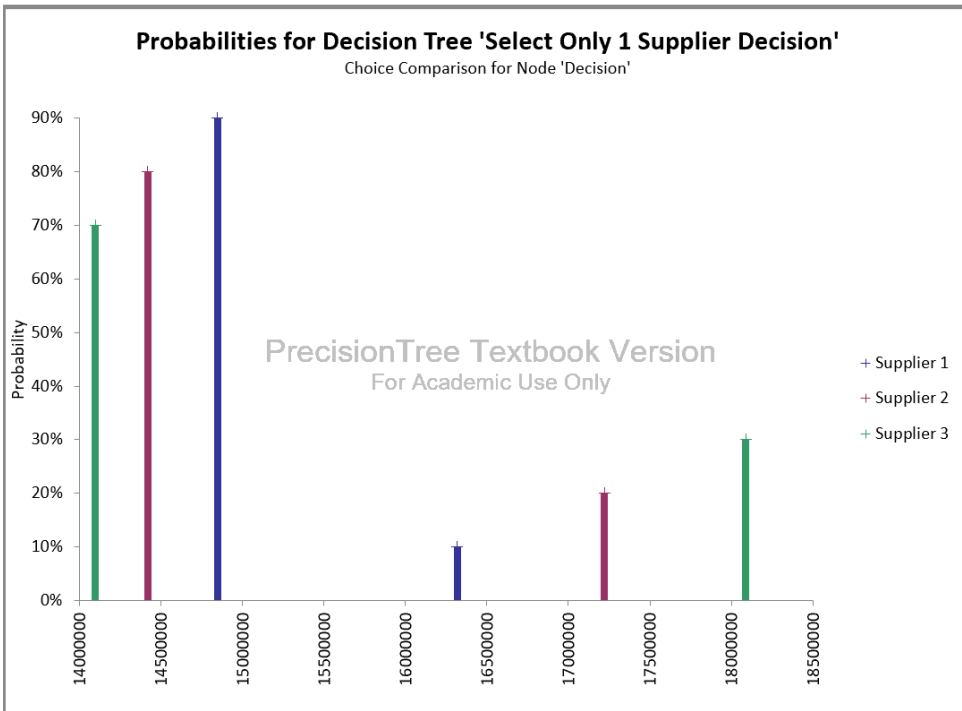 Probabilities for Decision Tree 'Select Only 1 Supplier Decision'
Choice Comparison for Node 'Decision'
90%
80%
70%
60%
50%
40%
30%
20%
10%
0%
Probability
PrecisionTree Textbook Version
For Academic Use Only
Supplier 1
Supplier 2
Supplier 3
14000000
14500000
15000000
15500000
16000000
16500000
17000000
17500000
18000000
18500000